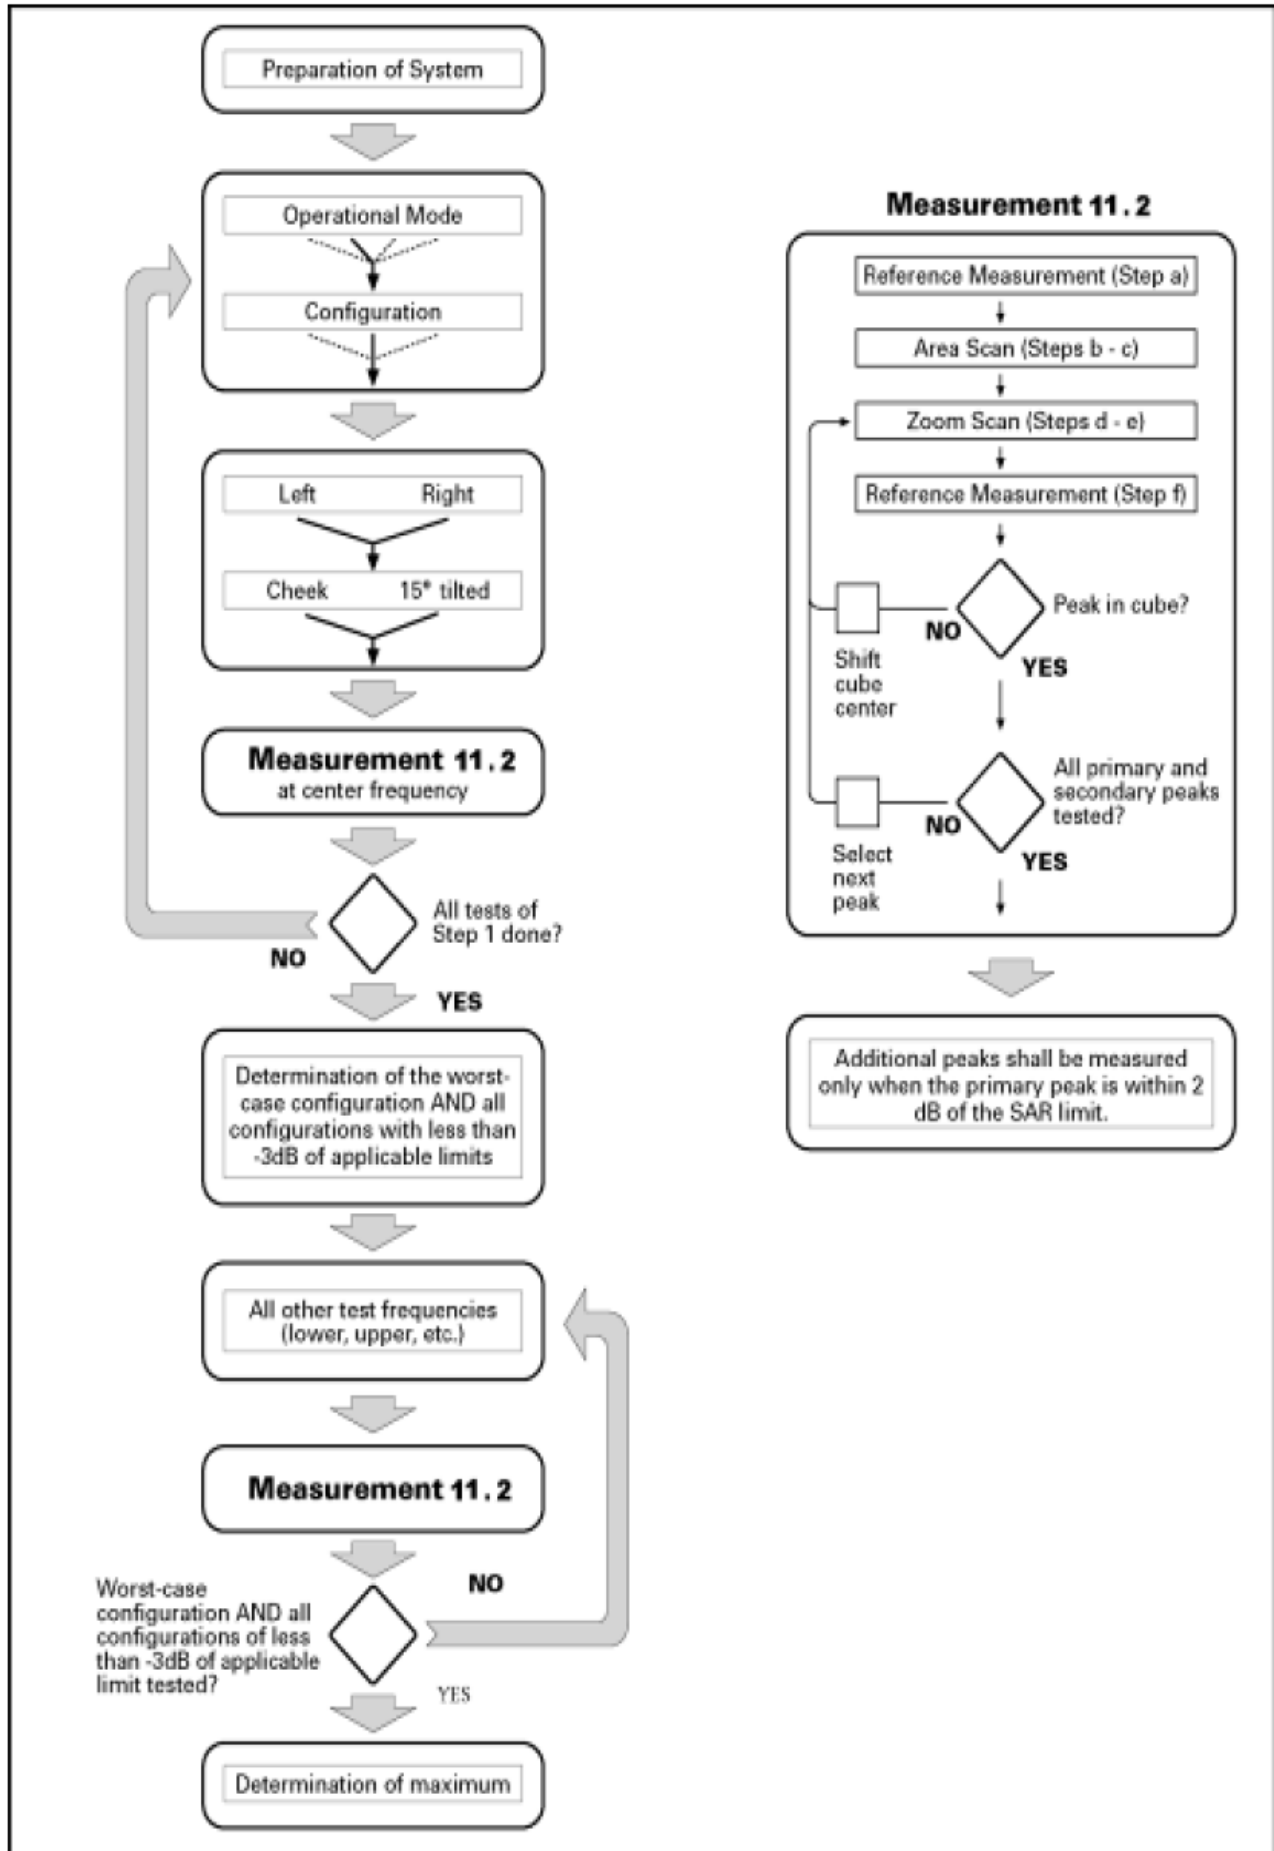 Preparation of System
Operational Mode
Configuration
Left Right
Cheek 15° tilted
Measurement 11.2
at center frequency
All tests of
Step 1 done?
NO
YES
Determination of the worst-
case configuration AND all
configurations with less than
-3dB of applicable limits
All other test frequencies
(lower, upper, etc.)
Measurement 11.2
NO
Worst-case
configuration AND all
configurations of less
than -3dB of applicable
limit tested?
YES
Determination of maximum
Measurement 11.2
Reference Measurement (Step a)
Area Scan (Steps b - c)
Zoom Scan (Steps d - e)
Reference Measurement (Step f)
Peak in cube?
NO
YES
Shift
cube
center
All primary and
secondary peaks
tested?
NO
YES
Select
next
peak
Additional peaks shall be measured
only when the primary peak is within 2
dB of the SAR limit.